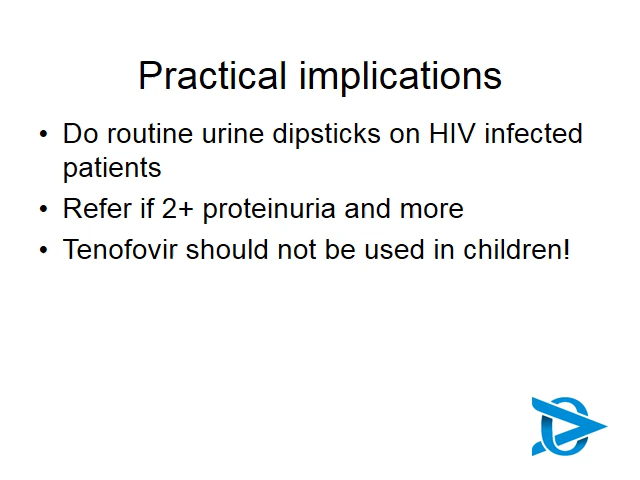 Practical implications
• Do routine urine dipsticks on HIV infected
patients
• Refer if 2+ proteinuria and more
• Tenofovir should not be used in children!